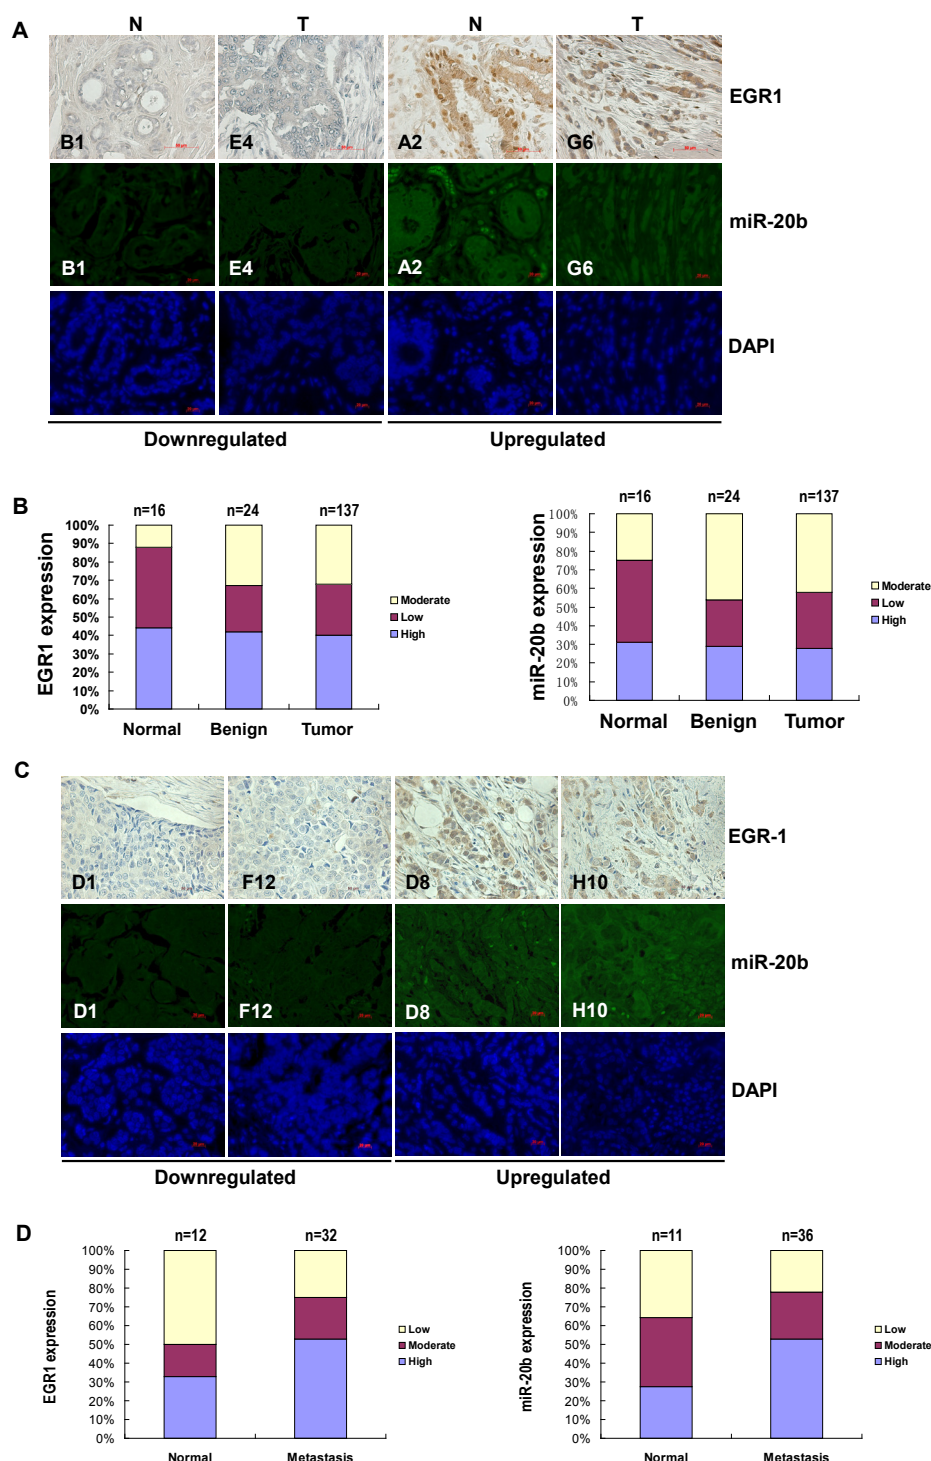 A
N T N T
EGR1
B1 E4 A2 G6
miR-20b
B1 E4 A2 G6
DAPI
Downregulated Upregulated
B
n=16 n=24 n=137
EGR1 expression
100%
90%
80%
70%
60%
50%
40%
30%
20%
10%
0%
Moderate
Low
High
Normal Benign Tumor
n=16 n=24 n=137
miR-20b expression
100%
90%
80%
70%
60%
50%
40%
30%
20%
10%
0%
Moderate
Low
High
Normal Benign Tumor
C
EGR-1
D1 F12 D8 H10
miR-20b
D1 F12 D8 H10
DAPI
Downregulated Upregulated
D
n=12 n=32
EGR1 expression
100%
90%
80%
70%
60%
50%
40%
30%
20%
10%
0%
Low
Moderate
High
Normal Metastasis
n=11 n=36
miR-20b expression
100%
90%
80%
70%
60%
50%
40%
30%
20%
10%
0%
Low
Moderate
High
Normal Metastasis